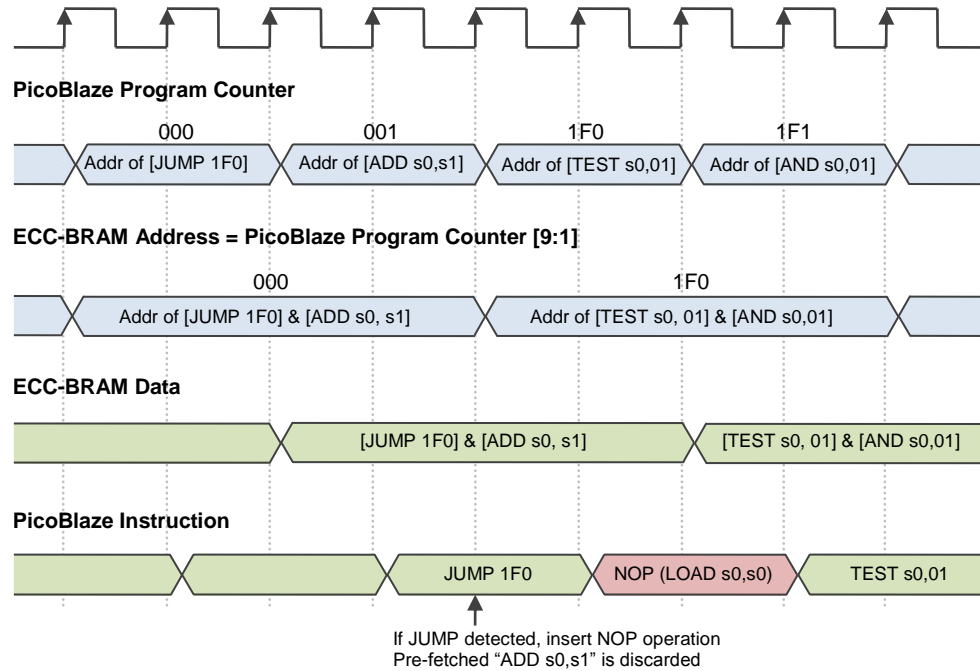 PicoBlaze Program Counter
000 001 1F0 1F1
Addr of [JUMP 1F0] Addr of [ADD s0,s1] Addr of [TEST s0,01] Addr of [AND s0,01]
ECC-BRAM Address = PicoBlaze Program Counter [9:1]
000 1F0
Addr of [JUMP 1F0] & [ADD s0, s1] Addr of [TEST s0, 01] & [AND s0,01]
ECC-BRAM Data
[JUMP 1F0] & [ADD s0, s1] [TEST s0, 01] & [AND s0,01]
PicoBlaze Instruction
JUMP 1F0 NOP (LOAD s0,s0) TEST s0,01
If JUMP detected, insert NOP operation
Pre-fetched “ADD s0,s1” is discarded